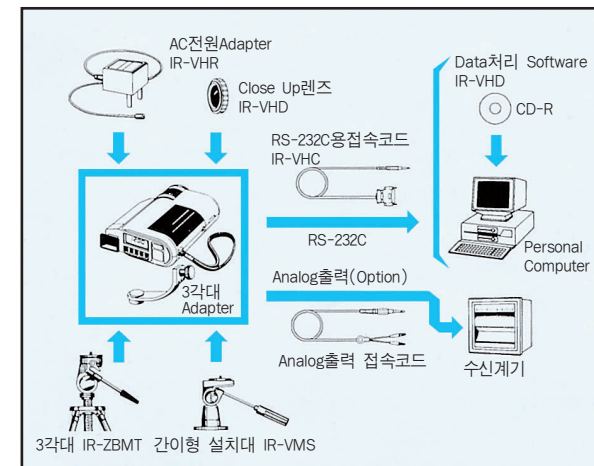 AC전원Adapter
IR-VHR
Close Up렌즈
IR-VHD
Data처리 Software
IR-VHD
CD-R
RS-232C용접속코드
IR-VHC
RS-232C
Personal
Computer
3각대
Adapter
Analog출력(Option)
Analog출력 접속코드
수신계기
3각대 IR-ZBMT
간이형 설치대 IR-VMS